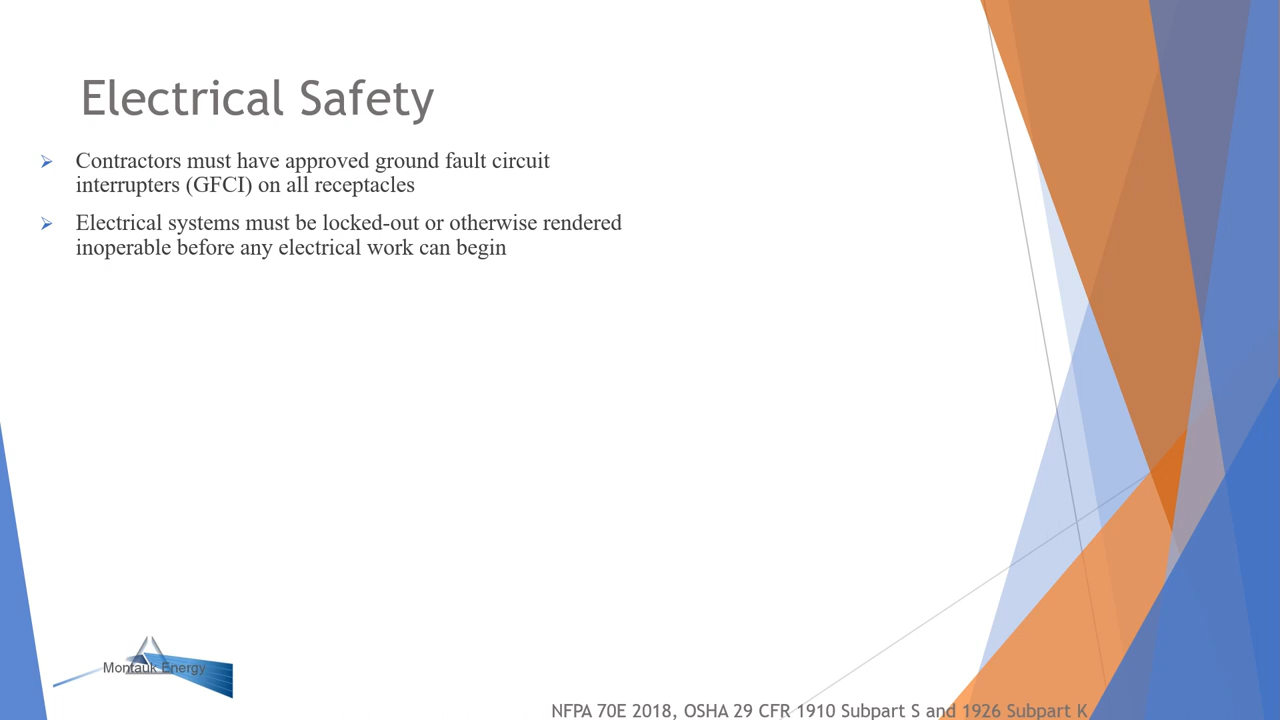 Electrical Safety
Contractors must have approved ground fault circuit
interrupters (GFCI) on all receptacles
Electrical systems must be locked-out or otherwise rendered
inoperable before any electrical work can begin
Montauk Energy
NFPA 70E 2018, OSHA 29 CFR 1910 Subpart S and 1926 Subpart K